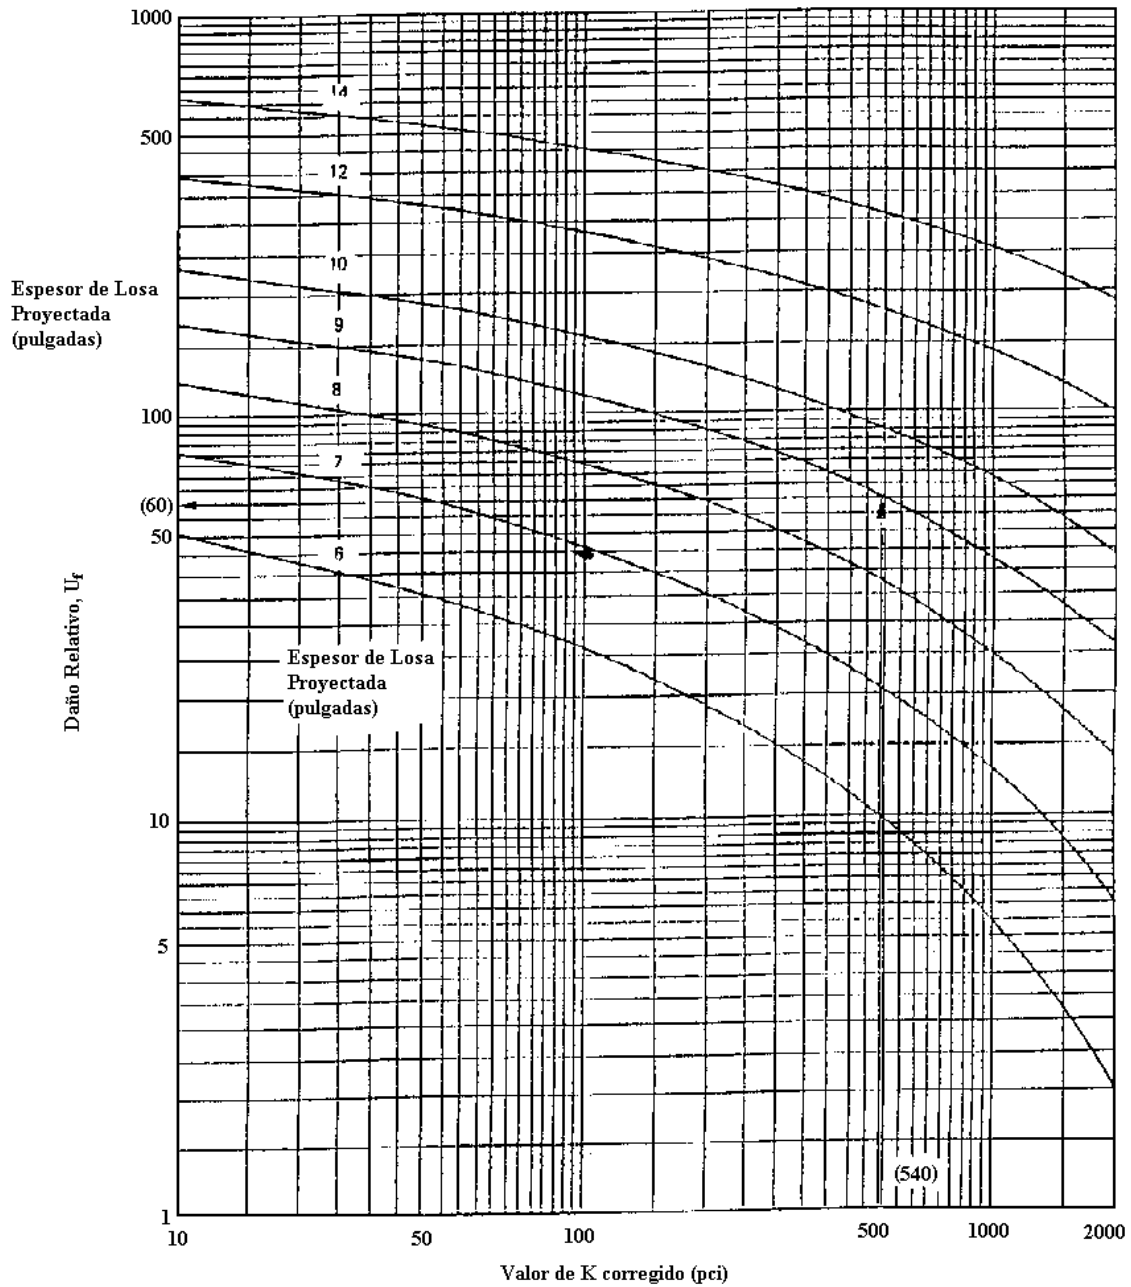 1000
500
100
(60)
50
10
5
1
Espesor de Losa
Proyectada
(pulgadas)
Daño Relativo, Uf
14
12
10
9
8
7
6
Espesor de Losa
Proyectada
(pulgadas)
(540)
10
50
100
500
1000
2000
Valor de K corregido (pci)